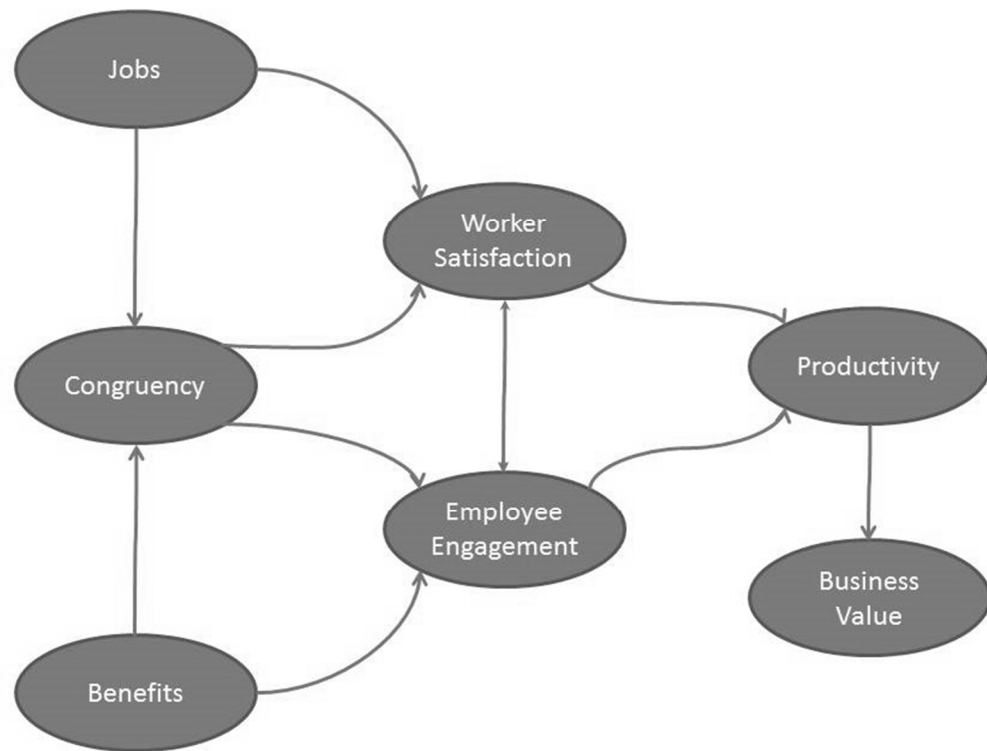 Jobs
Worker
Satisfaction
Congruency
Productivity
Employee
Engagement
Business
Value
Benefits